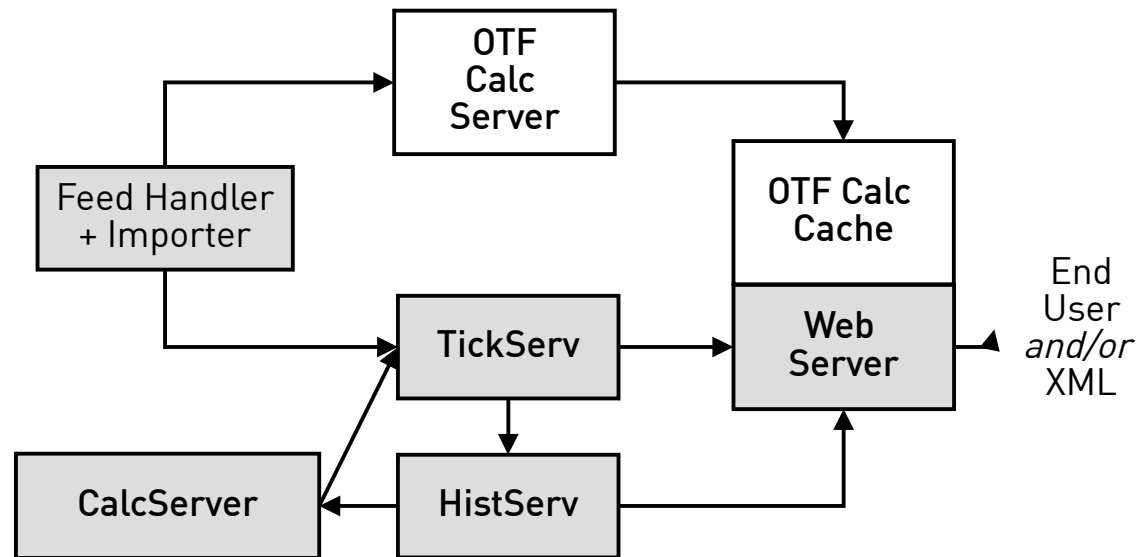 OTF
Calc
Server
Feed Handler
+ Importer
OTF Calc
Cache
End
User
and/or
XML
TickServ
Web
Server
CalcServer
HistServ